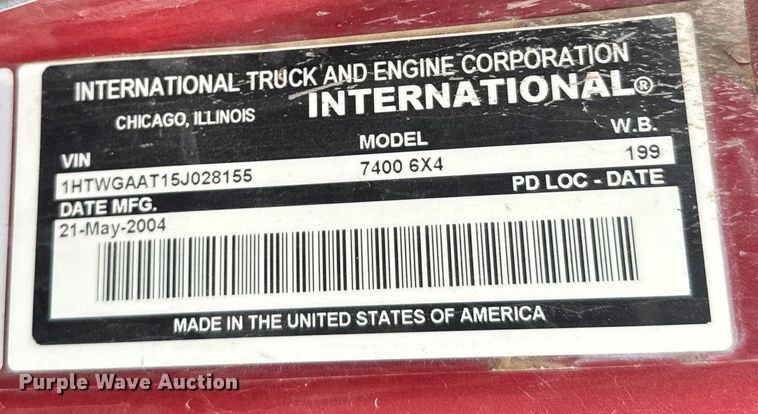 INTERNATIONAL TRUCK AND ENGINE CORPORATION
CHICAGO, ILLINOIS INTERNATIONAL®
VIN MODEL W.B.
1HTWGAAT15J028155 7400 6X4 199
DATE MFG. PD LOC - DATE
21-May-2004
MADE IN THE UNITED STATES OF AMERICA
Purple Wave Auction